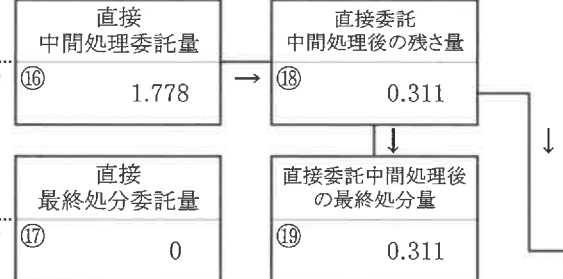 直接
中間処理委託量
⑯
1.778
→
直接委託
中間処理後の残さ量
⑱
0.311
↓
↓
直接
最終処分委託量
⑰
0
直接委託中間処理後
の最終処分量
⑲
0.311